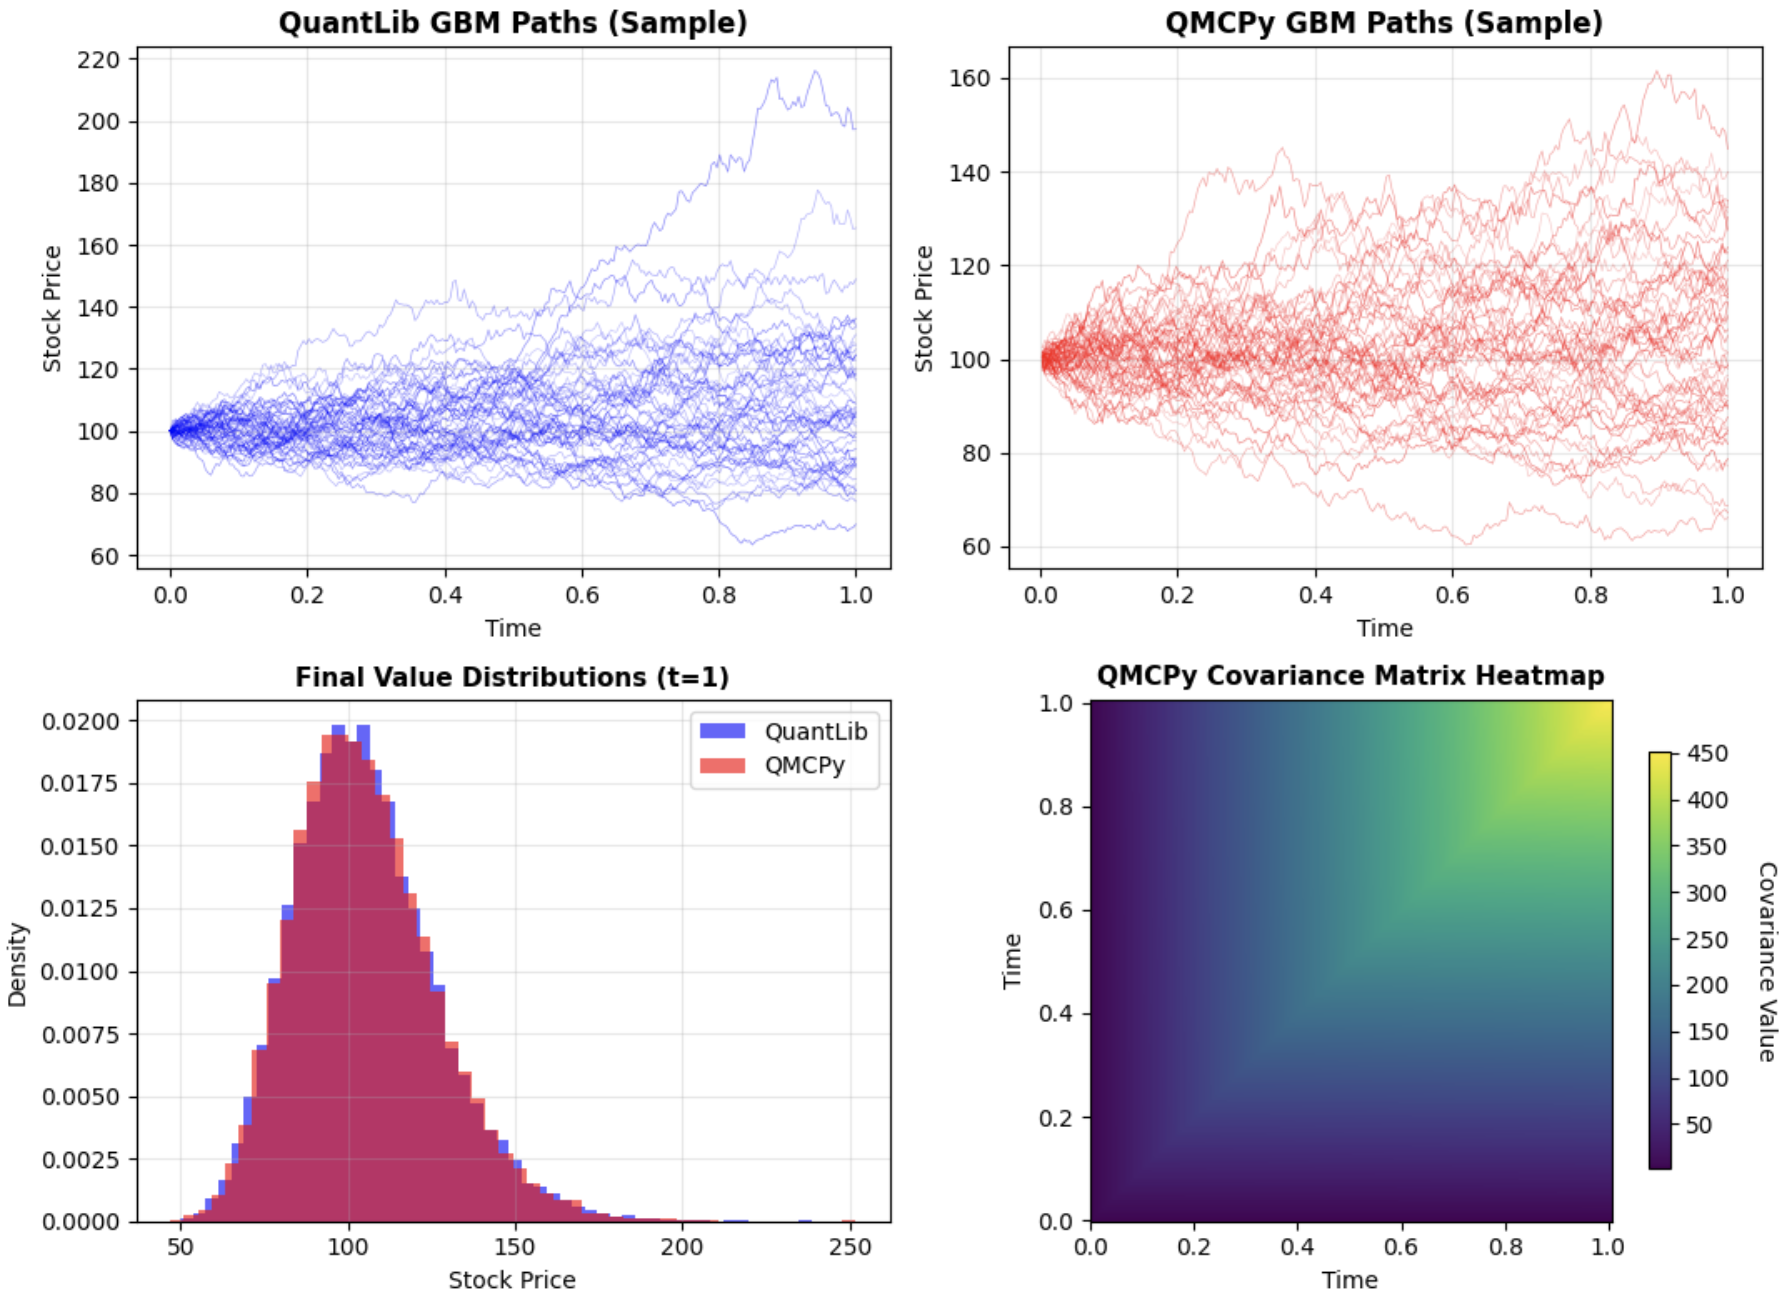 QuantLib GBM Paths (Sample)
220
200
180
160
140
120
100
80
60
Stock Price
0.0 0.2 0.4 0.6 0.8 1.0
Time
QMCPy GBM Paths (Sample)
160
140
120
100
80
60
Stock Price
0.0 0.2 0.4 0.6 0.8 1.0
Time
Final Value Distributions (t=1)
0.0200
0.0175
0.0150
0.0125
0.0100
0.0075
0.0050
0.0025
0.0000
Density
QuantLib
QMCPy
50 100 150 200 250
Stock Price
QMCPy Covariance Matrix Heatmap
1.0
0.8
0.6
0.4
0.2
0.0
Time
0.0 0.2 0.4 0.6 0.8 1.0
Time
450
400
350
300
250
200
150
100
50
Covariance Value